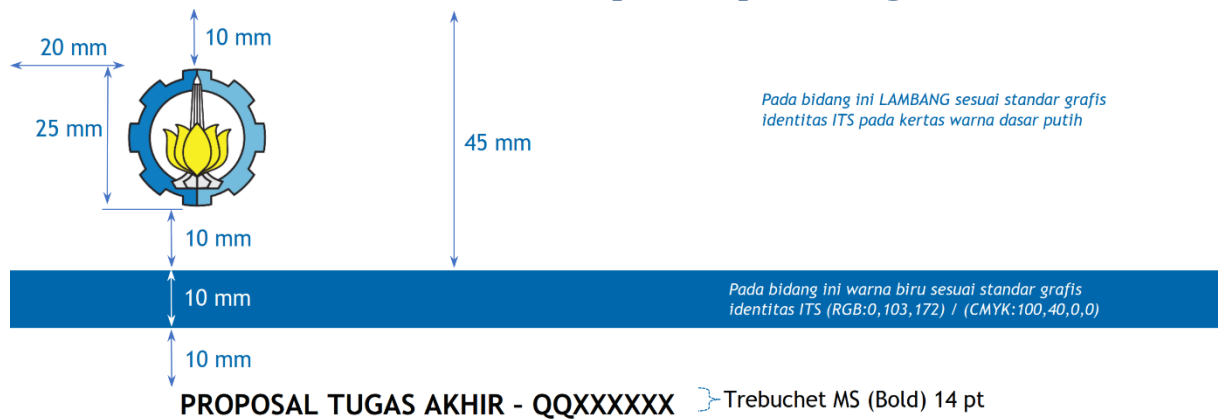 10 mm
20 mm
25 mm
45 mm
Pada bidang ini LAMBANG sesuai standar grafis
identitas ITS pada kertas warna dasar putih
10 mm
10 mm
Pada bidang ini warna biru sesuai standar grafis
identitas ITS (RGB:0,103,172) / (CMYK:100,40,0,0)
10 mm
PROPOSAL TUGAS AKHIR - QQXXXXXX
Trebuchet MS (Bold) 14 pt